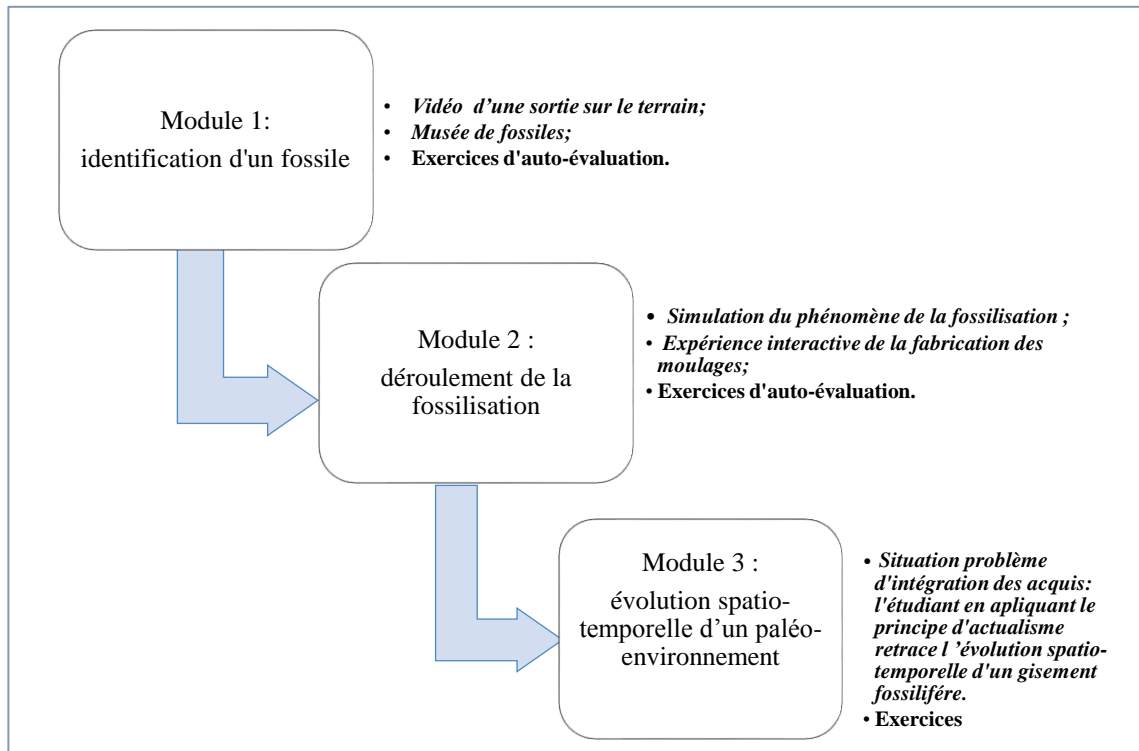 Module 1:
identification d'un fossile
• Vidéo d’une sortie sur le terrain;
• Musée de fossiles;
• Exercices d'auto-évaluation.
Module 2 :
déroulement de la
fossilisation
• Simulation du phénomène de la fossilisation ;
• Expérience interactive de la fabrication des
moulages;
• Exercices d'auto-évaluation.
Module 3 :
évolution spatio-
temporelle d’un paléo-
environnement
• Situation problème
d'intégration des acquis:
l'étudiant en apliquant le
principe d'actualisme
retrace l ’évolution spatio-
temporelle d'un gisement
fossilifére.
• Exercices